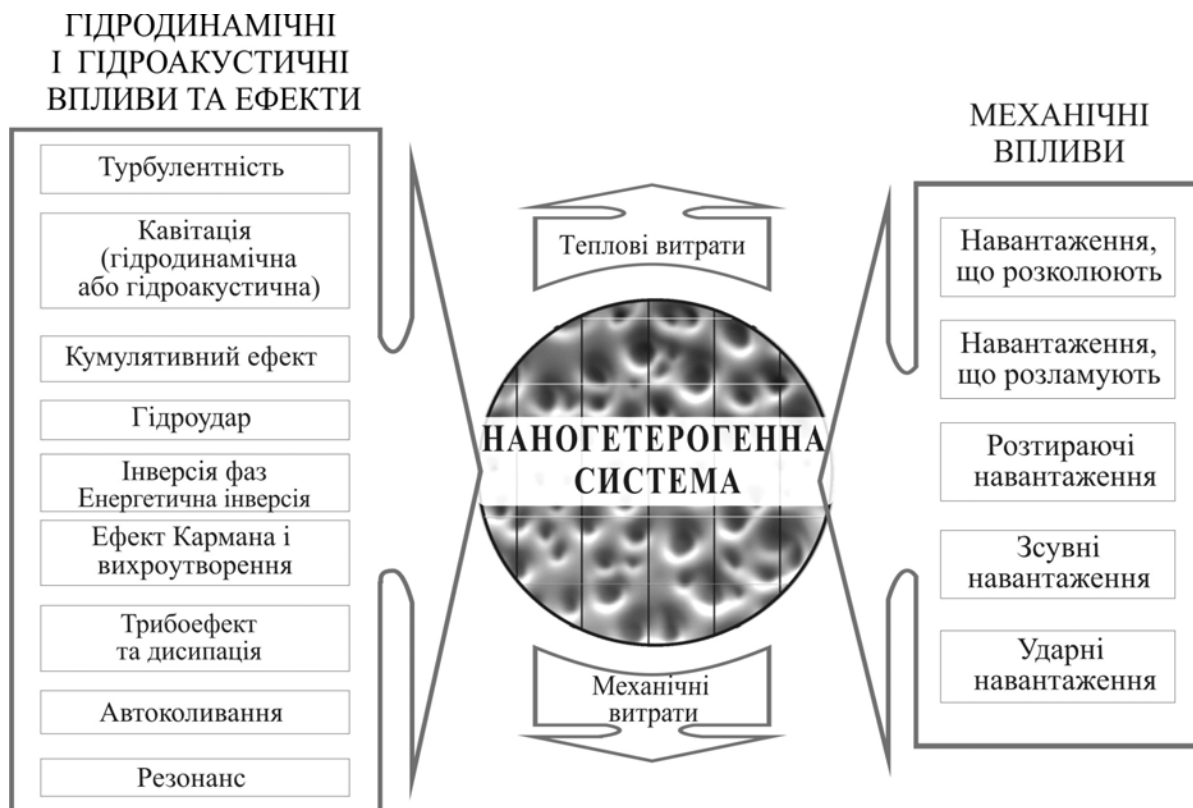 ГІДРОДИНАМІЧНІ
І ГІДРОАКУСТИЧНІ
ВПЛИВИ ТА ЕФЕКТИ
Турбулентність
Кавітація
(гідродинамічна
або гідроакустична)
Кумулятивний ефект
Гідроудар
Інверсія фаз
Енергетична інверсія
Ефект Кармана і
вихроутворення
Трибоефект
та дисипація
Автоколивання
Резонанс
Теплові витрати
НАНОГЕТЕРОГЕННА
СИСТЕМА
Механічні
витрати
МЕХАНІЧНІ
ВПЛИВИ
Навантаження,
що розколюють
Навантаження,
що розламують
Розтираючі
навантаження
Зсувні
навантаження
Ударні
навантаження